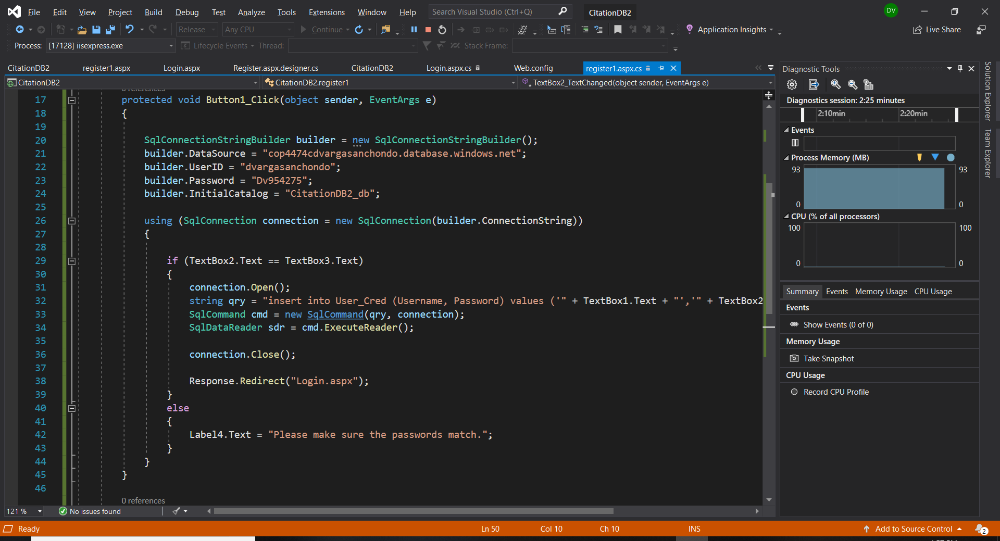 File Edit View Project Build Debug Test Analyze Tools Extensions Window Help Search Visual Studio (Ctrl+Q) CitationDB2 DV
Release Any CPU Continue Application Insights Live Share
Process: [17128] iisexpress.exe Lifecycle Events Thread: Stack Frame:
CitationDB2 register1.aspx Login.aspx Register.aspx.designer.cs CitationDB2 Login.aspx.cs Web.config register1.aspx.cs
CitationDB2 CitationDB2.register1 TextBox2_TextChanged(object sender, EventArgs e)
0 references
17 protected void Button1_Click(object sender, EventArgs e)
18 {
19
20 SqlConnectionStringBuilder builder = new SqlConnectionStringBuilder();
21 builder.DataSource = "cop4474cdvargasanchondo.database.windows.net";
22 builder.UserID = "dvargasanchondo";
23 builder.Password = "Dv954275";
24 builder.InitialCatalog = "CitationDB2_db";
25
26 using (SqlConnection connection = new SqlConnection(builder.ConnectionString))
27 {
28
29 if (TextBox2.Text == TextBox3.Text)
30 {
31 connection.Open();
32 string qry = "insert into User_Cred (Username, Password) values ('" + TextBox1.Text + "','" + TextBox2
33 SqlCommand cmd = new SqlCommand(qry, connection);
34 SqlDataReader sdr = cmd.ExecuteReader();
35
36 connection.Close();
37
38 Response.Redirect("Login.aspx");
39 }
40 else
41 {
42 Label4.Text = "Please make sure the passwords match.";
43 }
44 }
45 }
46
0 references
121 % No issues found
Diagnostic Tools
Diagnostics session: 2:25 minutes
2:10min 2:20min
Events
Process Memory (MB)
93 93
0 0
CPU (% of all processors)
100 100
0 0
Summary Events Memory Usage CPU Usage
Events
Show Events (0 of 0)
Memory Usage
Take Snapshot
CPU Usage
Record CPU Profile
Solution Explorer
Team Explorer
Ready Ln 50 Col 10 Ch 10 INS Add to Source Control 2